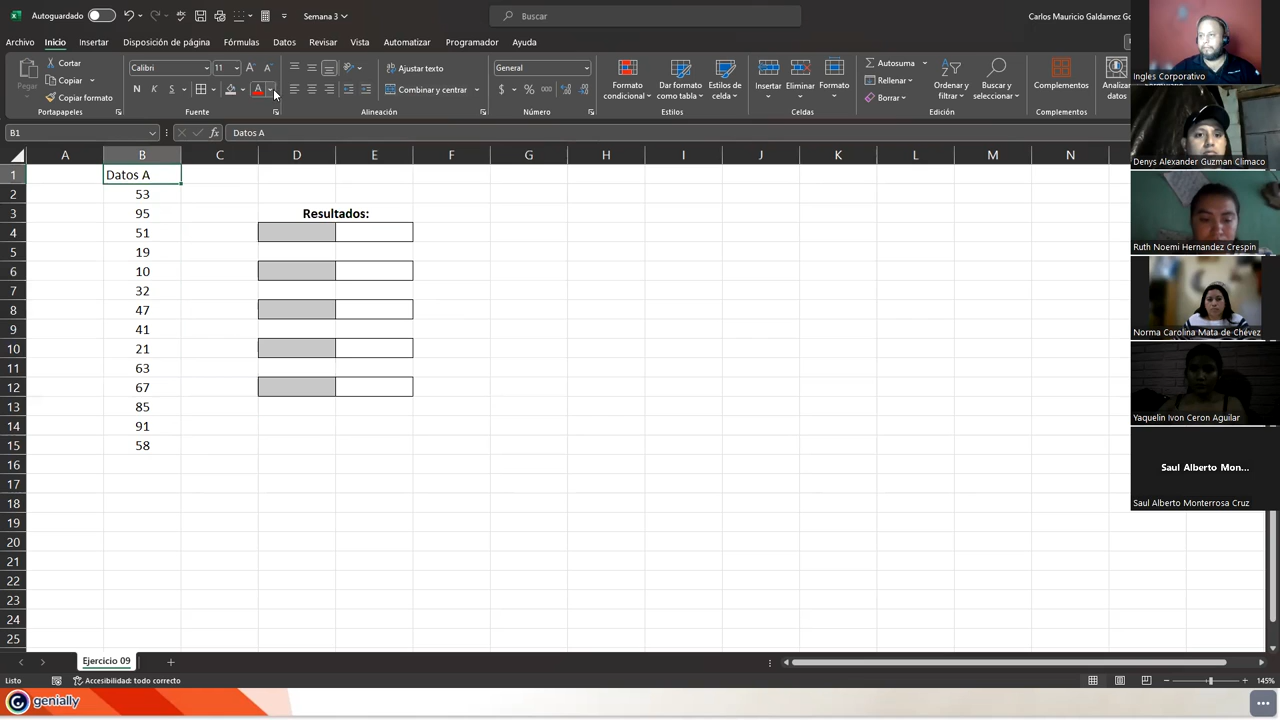 Autoguardado
Semana 3
Buscar
Carlos Mauricio Galdamez Go
Archivo Inicio Insertar Disposición de página Fórmulas Datos Revisar Vista Automatizar Programador Ayuda
Pegar
Cortar
Copiar
Copiar formato
Portapapeles
Calibri 11
N K S
Fuente
Ajustar texto
Combinar y centrar
Alineación
General
$ % 000
Número
Formato condicional
Dar formato como tabla
Estilos de celda
Estilos
Insertar
Eliminar
Formato
Celdas
Autosuma
Rellenar
Borrar
Ordenar y filtrar
Buscar y seleccionar
Edición
Complementos
Complementos
Analizar datos
B1
fx Datos A
A B C D E F G H I J K L M N
1 Datos A
2 53
3 95 Resultados:
4 51
5 19
6 10
7 32
8 47
9 41
10 21
11 63
12 67
13 85
14 91
15 58
16
17
18
19
20
21
22
23
24
25
Ingles Corporativo
Denys Alexander Guzman Climaco
Ruth Noemi Hernandez Crespin
Norma Carolina Mata de Chévez
Yaquelin Ivon Ceron Aguilar
Saul Alberto Mon...
Saul Alberto Monterrosa Cruz
Ejercicio 09
Listo
Accesibilidad: todo correcto
145%
genially